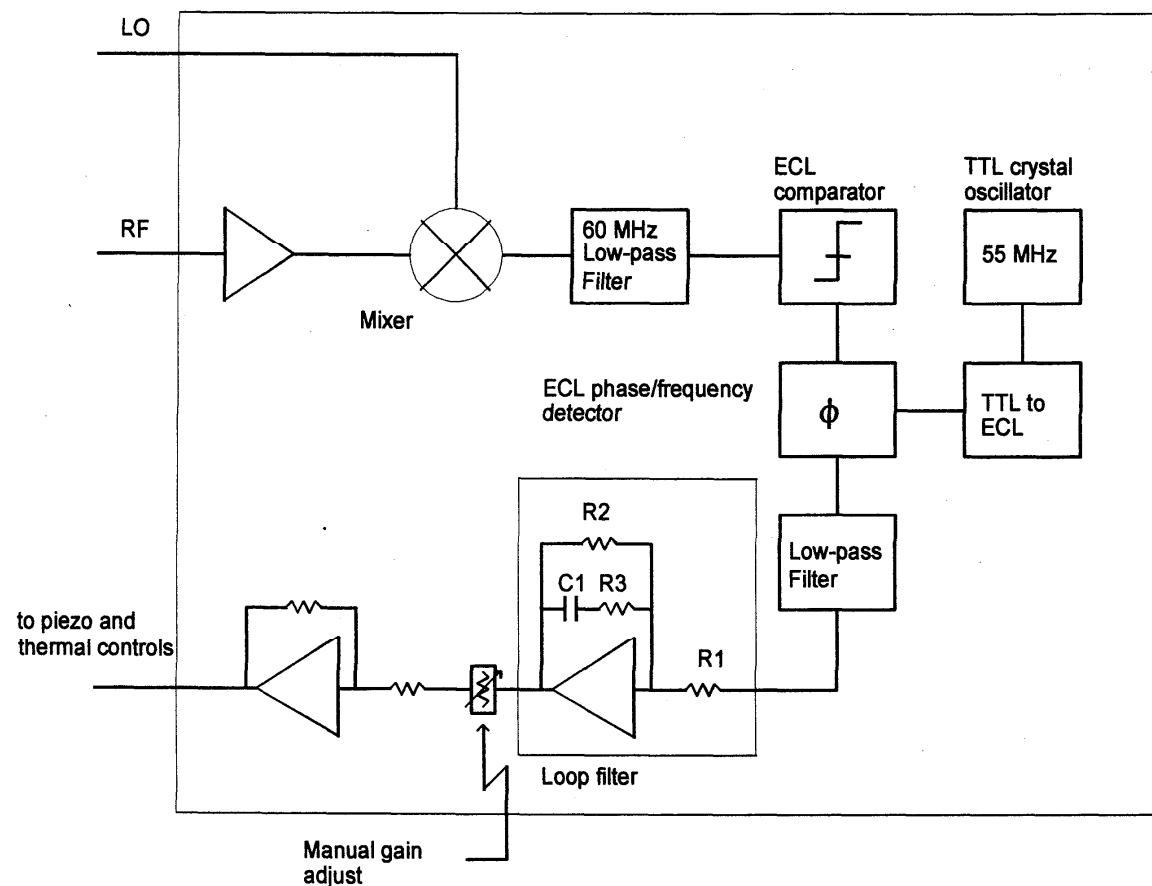 LO
RF
Mixer
60 MHz
Low-pass
Filter
ECL
comparator
TTL crystal
oscillator
55 MHz
ECL phase/frequency
detector
ϕ
TTL to
ECL
Low-pass
Filter
R2
C1
R3
R1
Loop filter
to piezo and
thermal controls
Manual gain
adjust